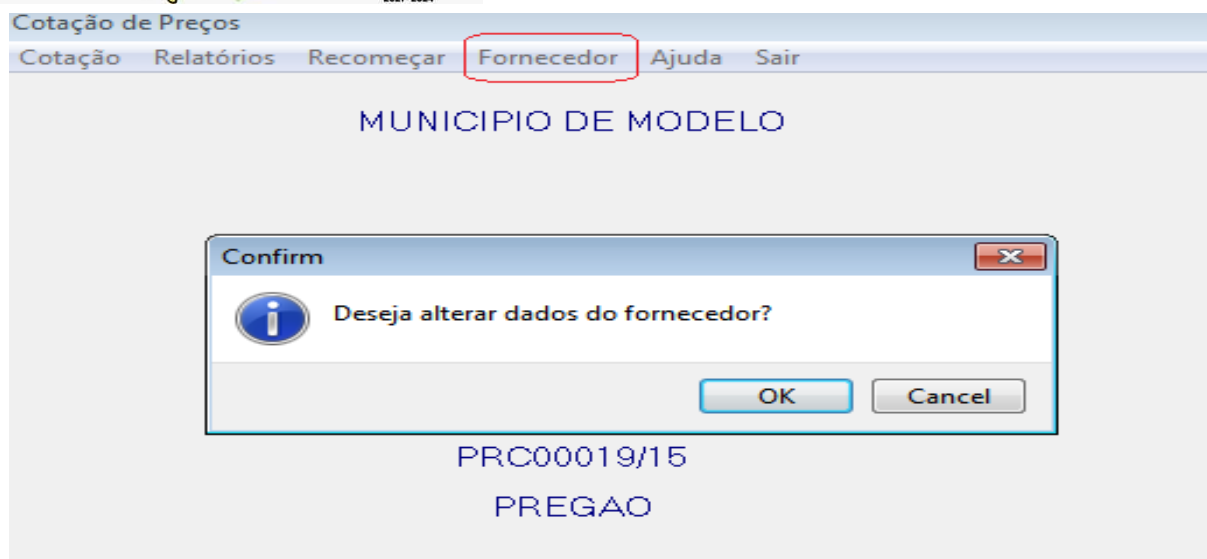 Cotação de Preços
Cotação Relatórios Recomeçar Fornecedor Ajuda Sair
MUNICIPIO DE MODELO
Confirm
Deseja alterar dados do fornecedor?
OK Cancel
PRC00019/15
PREGAO